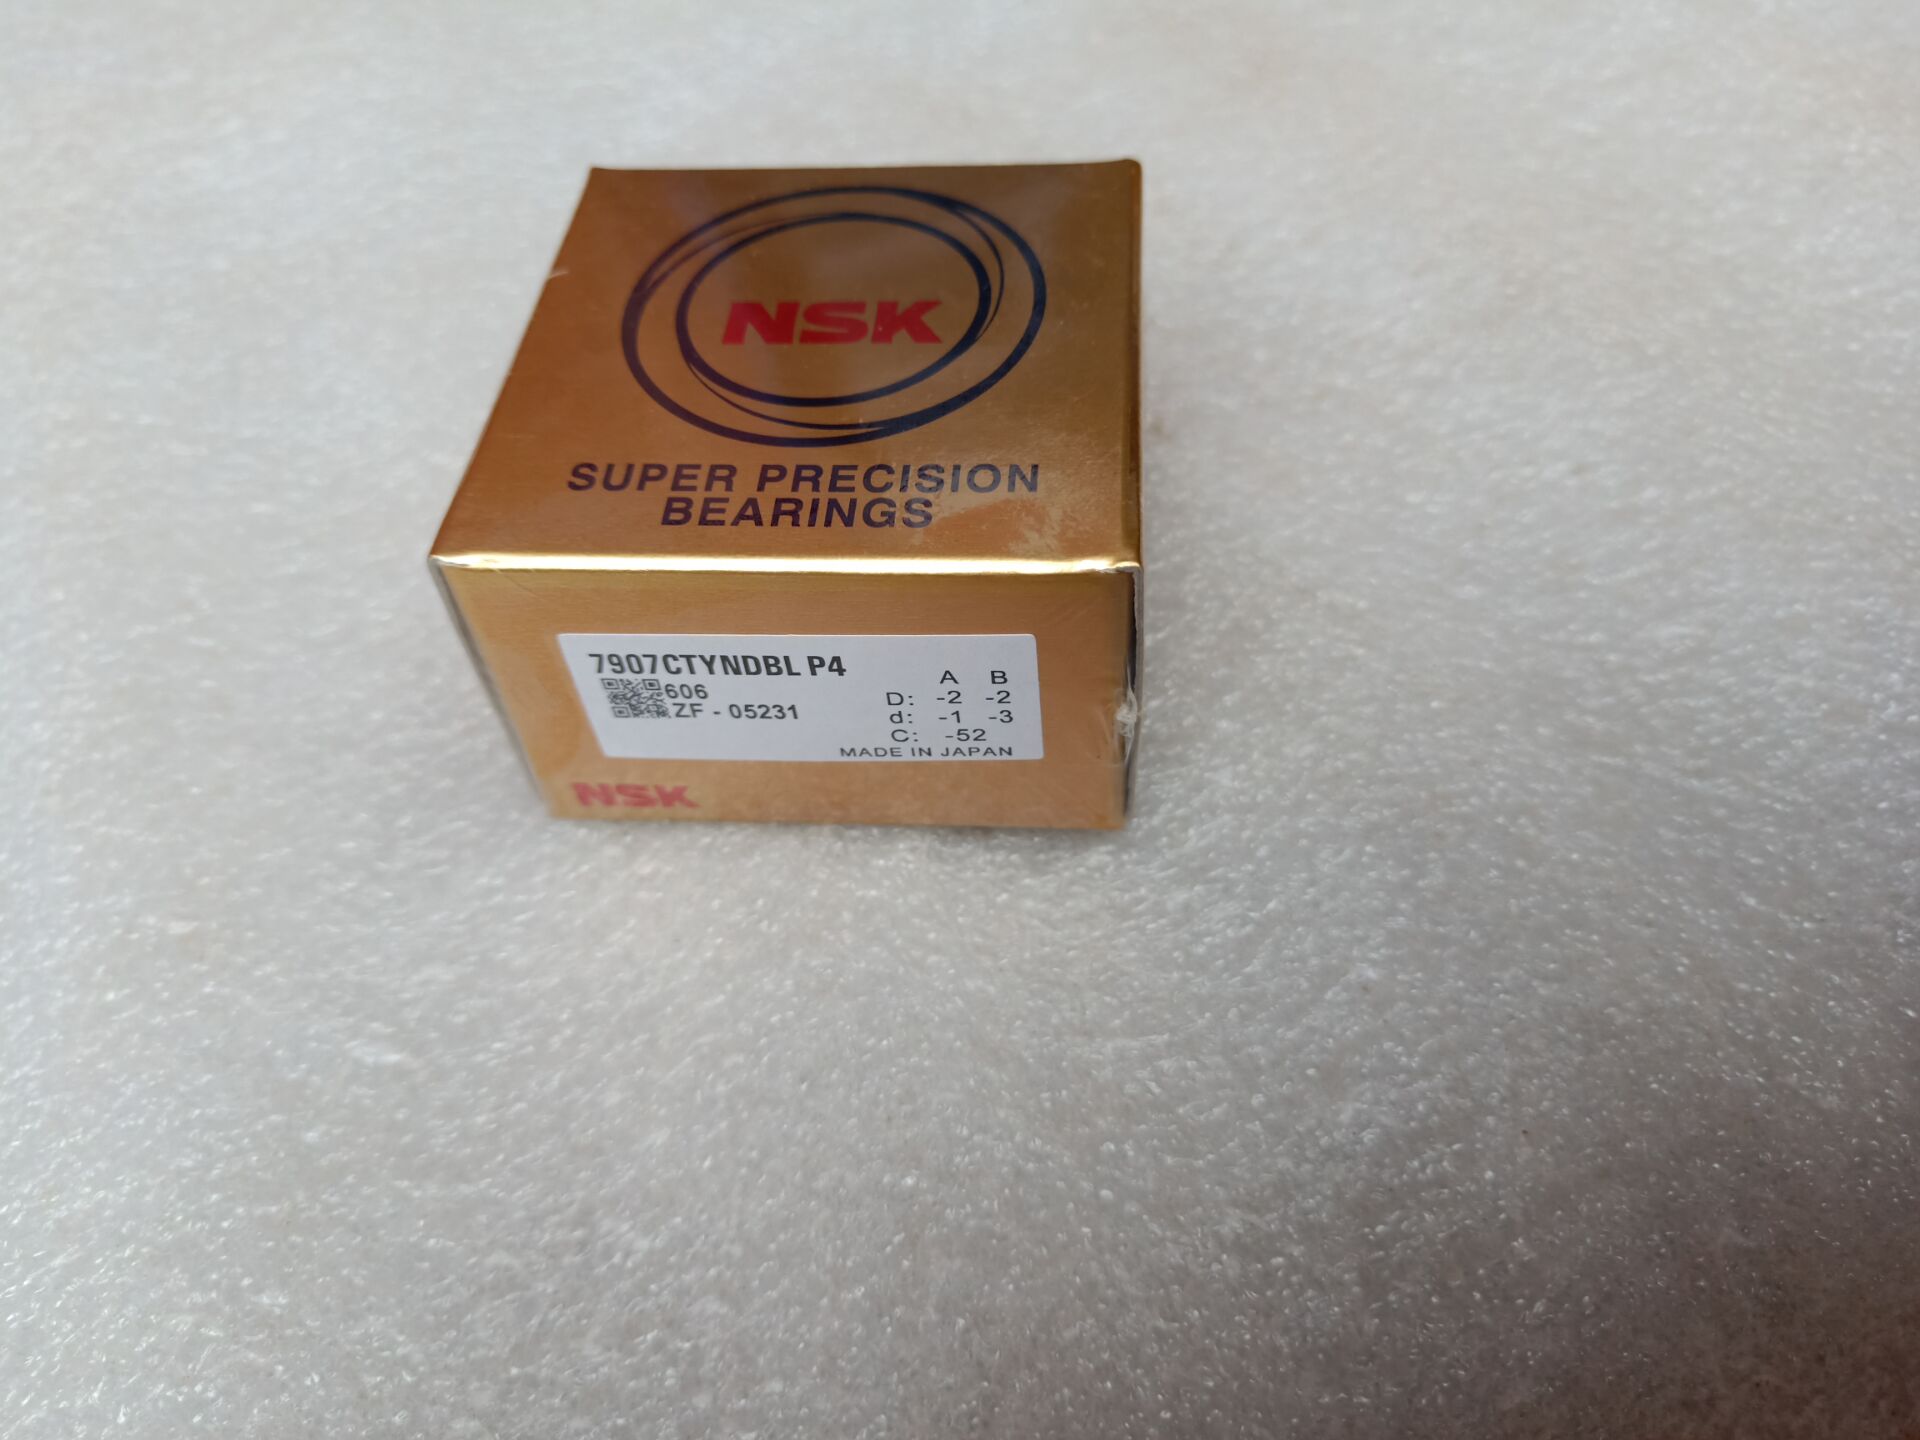 NSK
SUPER PRECISION
BEARINGS
7907CTYNDBL P4
606
ZF - 05231
A B
D: -2 -2
d: -1 -3
C: -52
MADE IN JAPAN
NSK